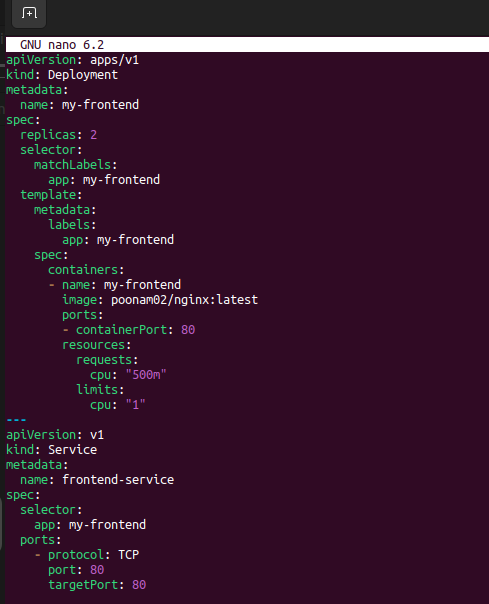 GNU nano 6.2
apiVersion: apps/v1
kind: Deployment
metadata:
  name: my-frontend
spec:
  replicas: 2
  selector:
    matchLabels:
      app: my-frontend
  template:
    metadata:
      labels:
        app: my-frontend
    spec:
      containers:
      - name: my-frontend
        image: poonam02/nginx:latest
        ports:
        - containerPort: 80
        resources:
          requests:
            cpu: "500m"
          limits:
            cpu: "1"
---
apiVersion: v1
kind: Service
metadata:
  name: frontend-service
spec:
  selector:
    app: my-frontend
  ports:
    - protocol: TCP
      port: 80
      targetPort: 80